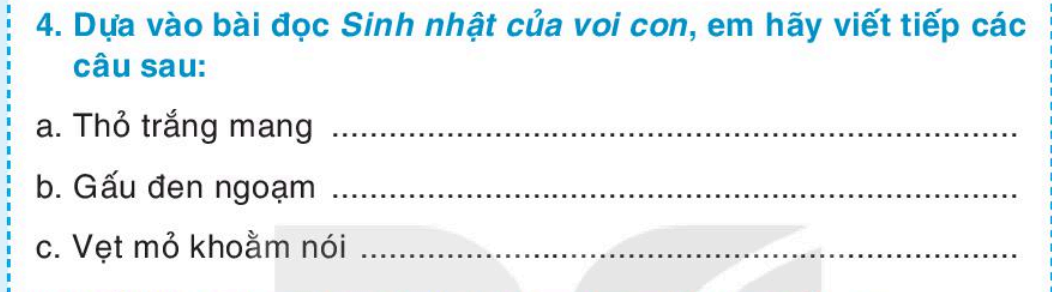 4. Dựa vào bài đọc Sinh nhật của voi con, em hãy viết tiếp các
câu sau:
a. Thỏ trắng mang ......................................................................
b. Gấu đen ngoạm ......................................................................
c. Vẹt mỏ khoằm nói ...................................................................